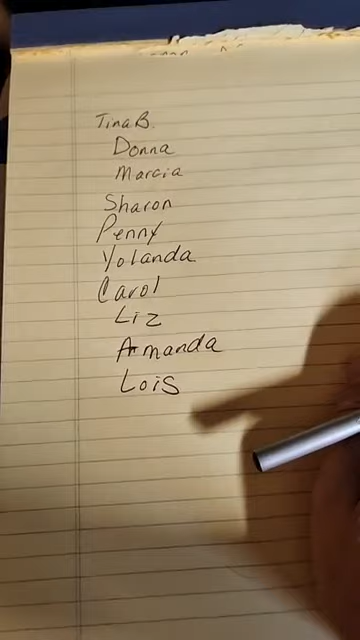 Tina B.
Donna
Marcia
Sharon
Penny
Yolanda
Carol
Liz
Amanda
Lois